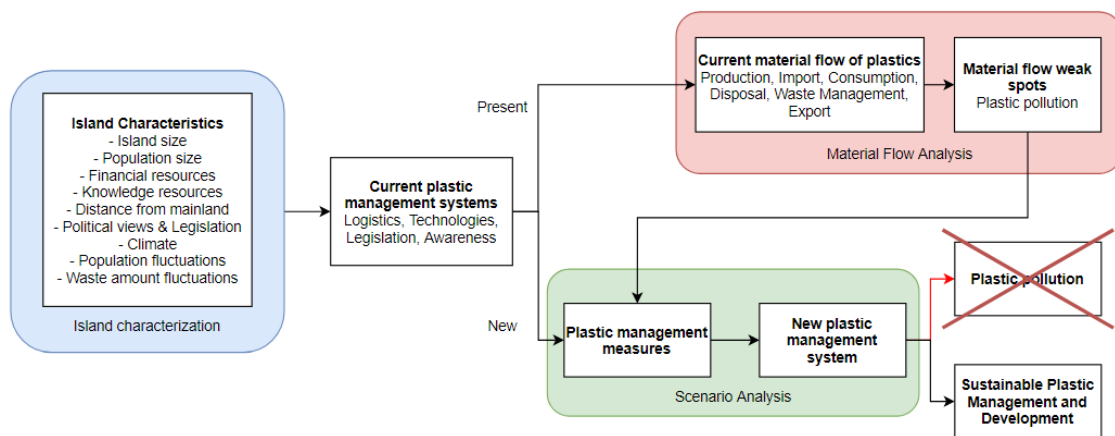 Island Characteristics
- Island size
- Population size
- Financial resources
- Knowledge resources
- Distance from mainland
- Political views & Legislation
- Climate
- Population fluctuations
- Waste amount fluctuations
Island characterization
Current plastic
management systems
Logistics, Technologies,
Legislation, Awareness
Present
New
Current material flow of plastics
Production, Import, Consumption,
Disposal, Waste Management,
Export
Material flow weak
spots
Plastic pollution
Material Flow Analysis
Plastic management
measures
New plastic
management
system
Scenario Analysis
Plastic pollution
Sustainable Plastic
Management and
Development